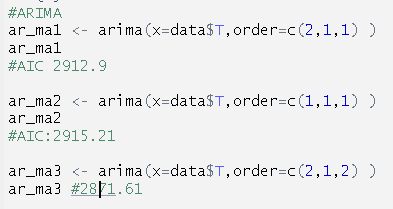 #ARIMA
ar_ma1 <- arima(x=data$T,order=c(2,1,1) )
ar_ma1
#AIC 2912.9
ar_ma2 <- arima(x=data$T,order=c(1,1,1) )
ar_ma2
#AIC:2915.21
ar_ma3 <- arima(x=data$T,order=c(2,1,2) )
ar_ma3 #2871.61